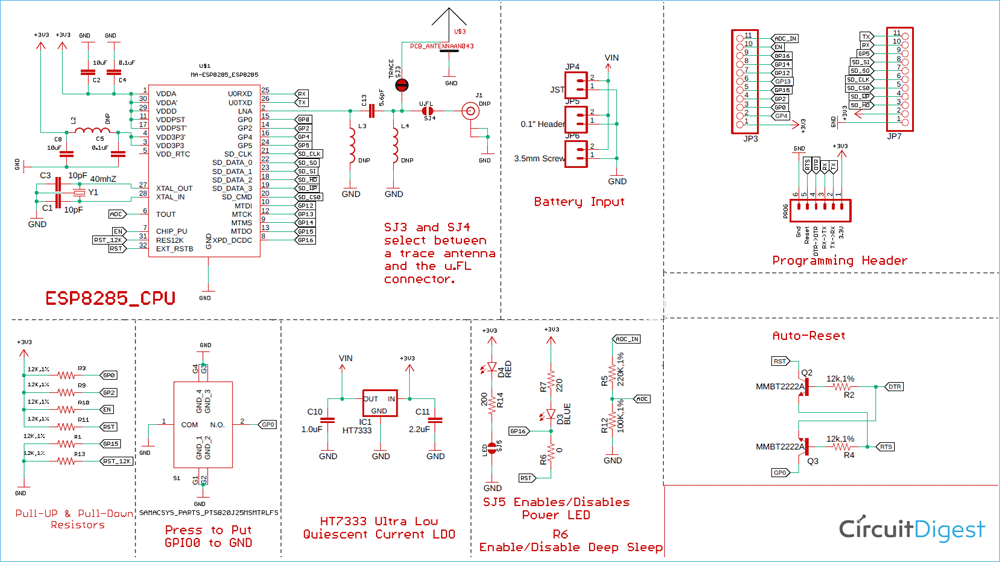 +3V3
+3V3
GND
GND
10uF
C2
0.1uF
C4
U$1
MA-ESP8285_ESP8285
1
30
29
11
17
4
3
5
VDDA
VDDA'
VDDD
VDDPST
VDDPST'
VDD3P3'
VDD3P3
VDD_RTC
L2
DNP
C8
10uF
C5
0.1uF
GND
C3
10pF
40mhZ
Y1
C1
10pF
GND
27
28
XTAL_OUT
XTAL_IN
ADC
6
TOUT
EN
RST_12K
RST
7
31
32
CHIP_PU
RES12K
EXT_RSTB
GND
GND
U0RXD
25
RX
U0TXD
26
TX
LNA
2
GP0
15
GP0
GP2
14
GP2
GP4
16
GP4
GP5
24
GP5
SD_CLK
21
SD_CLK
SD_DATA_0
22
SD_SO
SD_DATA_1
23
SD_SI
SD_DATA_2
18
SD_HD
SD_DATA_3
19
SD_WP
SD_CMD
20
SD_CS0
MTDI
10
GP12
MTCK
12
GP13
MTMS
9
GP14
MTDO
13
GP15
XPD_DCDC
8
GP16
ESP8285_CPU
C13
5.6pF
L3
DNP
L4
DNP
GND
GND
TRACE
SJ3
U$3
PCB_ANTENNAAN043
GND
U.FL
SJ4
J1
DNP
GND
SJ3 and SJ4
select between
a trace antenna
and the u.FL
connector.
VIN
JP4
2
1
JST
JP5
2
1
0.1" Header
JP6
2
1
3.5mm Screw
GND
Battery Input
11
10
9
8
7
6
5
4
3
2
1
JP3
ADC_IN
EN
GP16
GP14
GP12
GP13
GP15
GP2
GP0
GP4
+3V3
TX
RX
GP5
SD_SI
SD_SO
SD_CLK
SD_CS0
SD_WP
SD_HD
+3V3
GND
11
10
9
8
7
6
5
4
3
2
1
JP7
+3V3
RTS
DTR
RX
TX
GND
6
5
4
3
2
1
PROG
Gnd
Reset
DTR->DTR
RX->TX
TX->RX
3.3V
Programming Header
+3V3
12K,1%
R3
GP0
12K,1%
R9
GP2
12K,1%
R10
EN
12K,1%
R11
RST
12K,1%
R1
GP15
12K,1%
R13
RST_12K
GND
Pull-UP & Pull-Down
Resistors
GND
G4
G3
GND_4
GND_3
1
COM
N.O.
2
GP0
GND_1
GND_2
G1
G2
GND
S1
GND
SAMACSYS_PARTS_PTS820J25MSMTRLFS
Press to Put
GPIO0 to GND
VIN
+3V3
OUT
IN
GND
C10
1.0uF
IC1
HT7333
C11
2.2uF
GND
GND
GND
HT7333 Ultra Low
Quiescent Current LDO
+3V3
D4
RED
200
R14
LED
SJ5
GND
+3V3
R7
220
D3
BLUE
GP16
R6
0
RST
ADC_IN
R5
220K,1%
ADC
R12
100K,1%
GND
SJ5 Enables/Disables
Power LED
R6
Enable/Disable Deep Sleep
Auto-Reset
RST
Q2
MMBT2222A
12k,1%
R2
DTR
MMBT2222A
12k,1%
R4
RTS
GP0
Q3
CircuitDigest